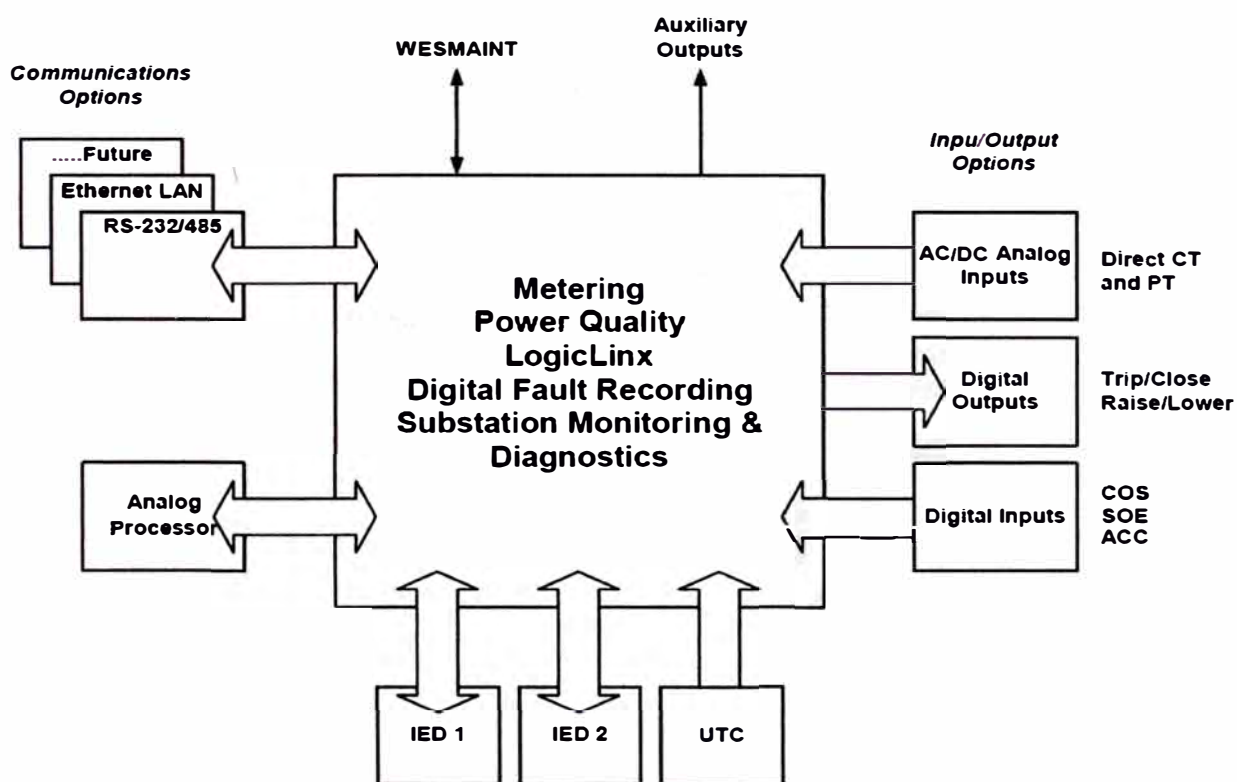 WESMAINT
Auxiliary
Outputs
Communications
Options
.....Future
Ethernet LAN
RS-232/485
Inpu/Output
Options
AC/DC Analog
Inputs
Direct CT
and PT
Metering
Power Quality
LogicLinx
Digital Fault Recording
Substation Monitoring &
Diagnostics
Digital
Outputs
Trip/Close
Raise/Lower
Analog
Processor
Digital Inputs
COS
SOE
ACC
IED 1
IED 2
UTC